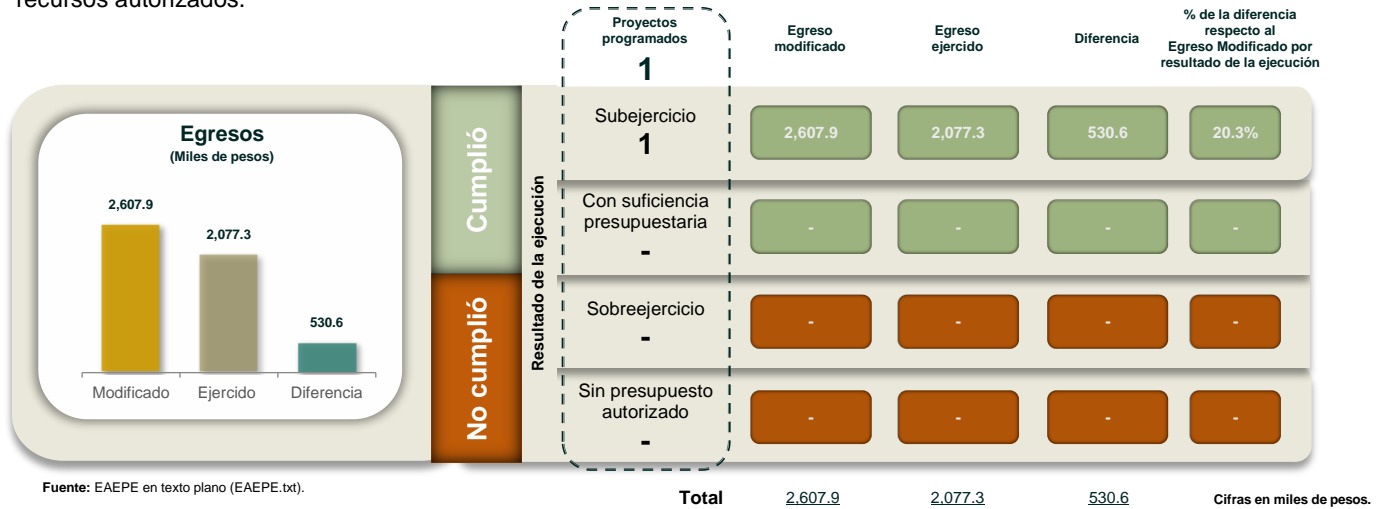 recursos autorizados.
Proyectos
programados
1
Egreso
modificado
Egreso
ejercido
Diferencia
% de la diferencia
respecto al
Egreso Modificado por
resultado de la ejecución
Egresos
(Miles de pesos)
2,607.9
2,077.3
530.6
Modificado
Ejercido
Diferencia
Cumplió
No cumplió
Resultado de la ejecución
Subejercicio
1
2,607.9
2,077.3
530.6
20.3%
Con suficiencia
presupuestaria
-
-
-
-
-
Sobreejercicio
-
-
-
-
-
Sin presupuesto
autorizado
-
-
-
-
-
Fuente: EAEPE en texto plano (EAEPE.txt).
Total
2,607.9
2,077.3
530.6
Cifras en miles de pesos.